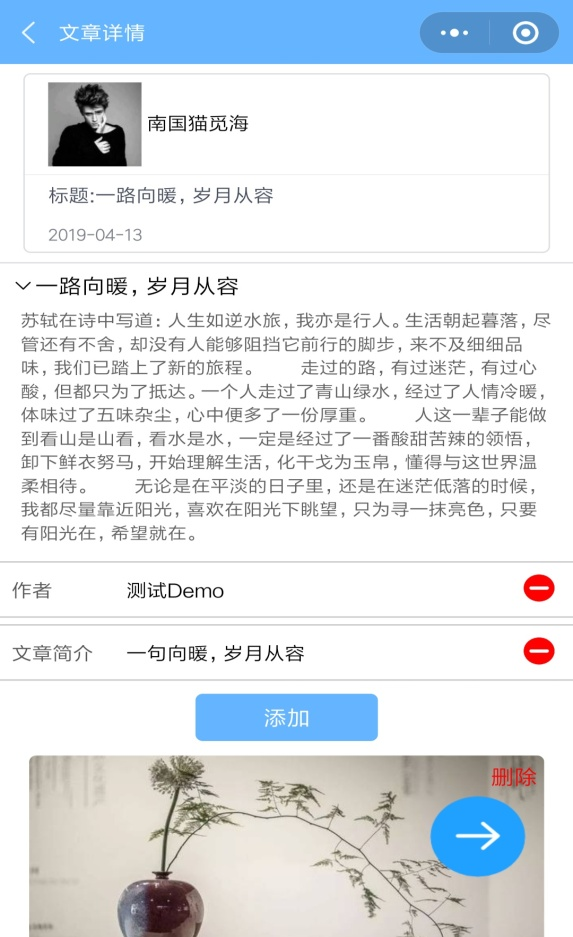 文章详情
南国猫觅海
标题:一路向暖，岁月从容
2019-04-13
一路向暖，岁月从容
苏轼在诗中写道：人生如逆水旅，我亦是行人。生活朝起暮落，尽
管还有不舍，却没有人能够阻挡它前行的脚步，来不及细细品
味，我们已踏上了新的旅程。 走过的路，有过迷茫，有过心
酸，但都只为了抵达。一个人走过了青山绿水，经过了人情冷暖，
体味过了五味杂尘，心中便多了一份厚重。 人这一辈子能做
到看山是山看，看水是水，一定是经过了一番酸甜苦辣的领悟，
卸下鲜衣努马，开始理解生活，化干戈为玉帛，懂得与这世界温
柔相待。 无论是在平淡的日子里，还是在迷茫低落的时候，
我都尽量靠近阳光，喜欢在阳光下眺望，只为寻一抹亮色，只要
有阳光在，希望就在。
作者 测试Demo
文章简介 一句向暖，岁月从容
添加
删除